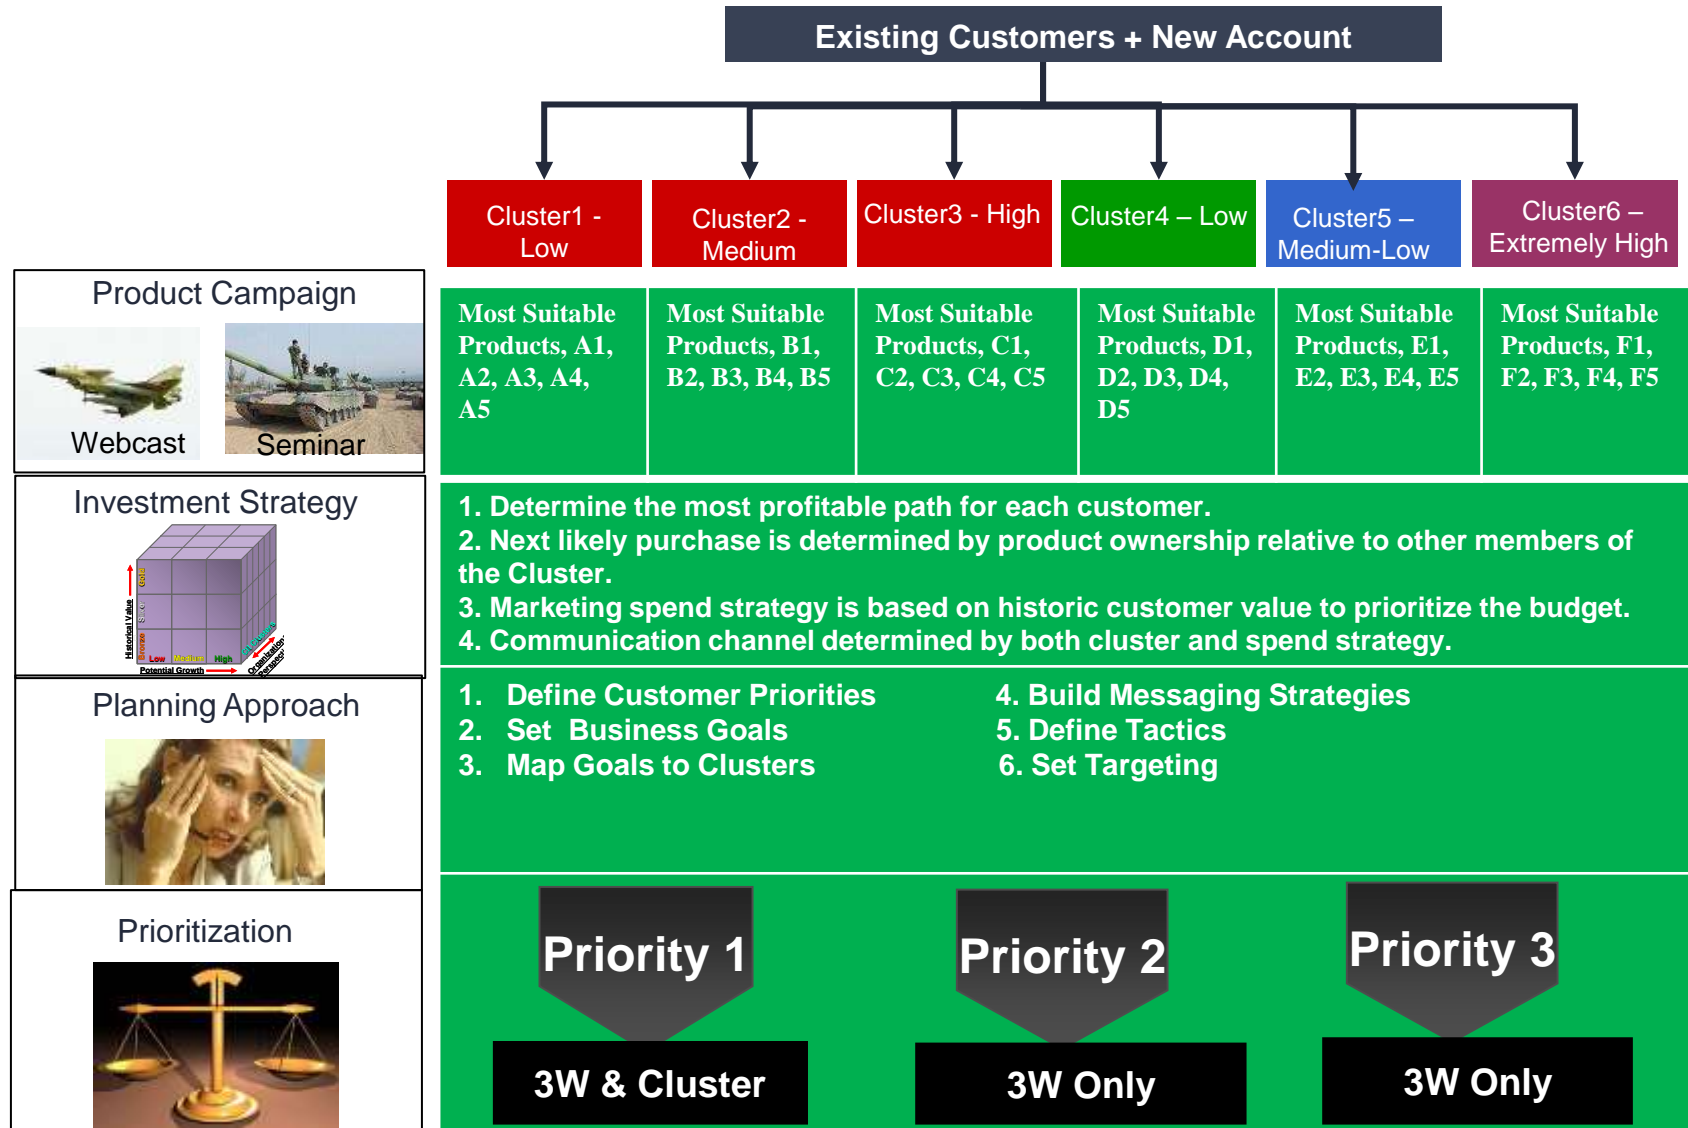 Existing Customers + New Account
Cluster1 -
Low
Cluster2 -
Medium
Cluster3 - High
Cluster4 – Low
Cluster5 –
Medium-Low
Cluster6 –
Extremely High
Product Campaign
Webcast
Seminar
Most Suitable
Products, A1,
A2, A3, A4,
A5
Most Suitable
Products, B1,
B2, B3, B4, B5
Most Suitable
Products, C1,
C2, C3, C4, C5
Most Suitable
Products, D1,
D2, D3, D4,
D5
Most Suitable
Products, E1,
E2, E3, E4, E5
Most Suitable
Products, F1,
F2, F3, F4, F5
Investment Strategy
Historical Value
Gold
Bronze
Low
Medium
High
Potential Growth
1. Determine the most profitable path for each customer.
2. Next likely purchase is determined by product ownership relative to other members of
the Cluster.
3. Marketing spend strategy is based on historic customer value to prioritize the budget.
4. Communication channel determined by both cluster and spend strategy.
Planning Approach
1. Define Customer Priorities
2. Set Business Goals
3. Map Goals to Clusters
4. Build Messaging Strategies
5. Define Tactics
6. Set Targeting
Prioritization
Priority 1
Priority 2
Priority 3
3W & Cluster
3W Only
3W Only